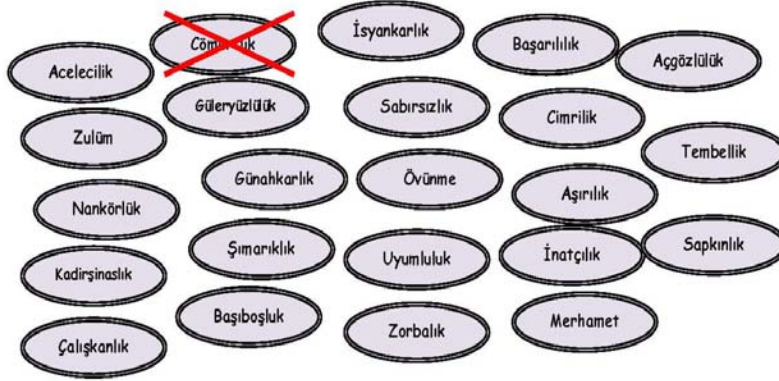 İsyankarlık
Başarılılık
Açgözlülük
Acelecilik
Güleryüzlülük
Sabırsızlık
Cimrilik
Zulüm
Tembellik
Günahkarlık
Övünme
Aşırılık
Nankörlük
Şımarıklık
Uyumluluk
İnatçılık
Sapkınlık
Kadirşinaslık
Başıboşluk
Zorbalık
Merhamet
Çalışkanlık